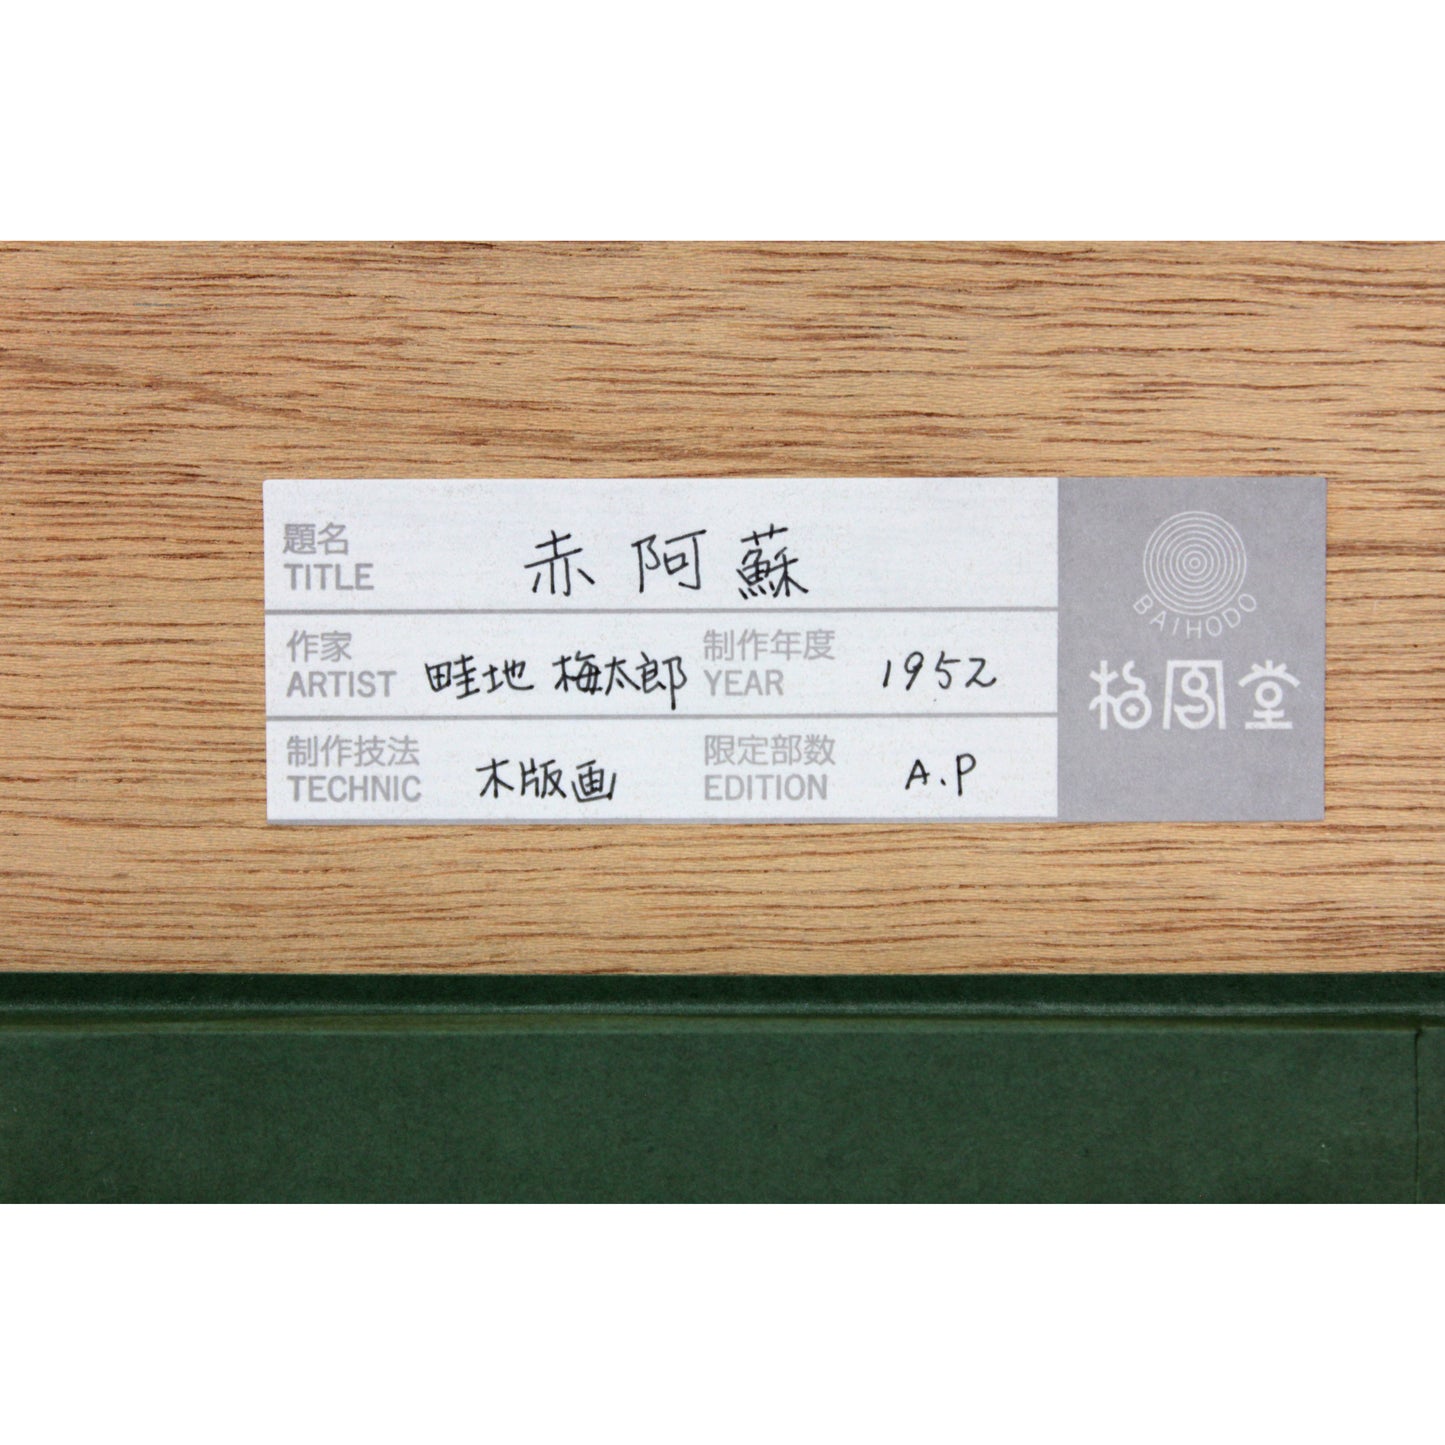 題名
TITLE
赤阿蘇
作家
ARTIST
畦地 梅太郎
制作年度
YEAR
1952
制作技法
TECHNIC
木版画
限定部数
EDITION
A.P
BAIHODO
梅鳳堂